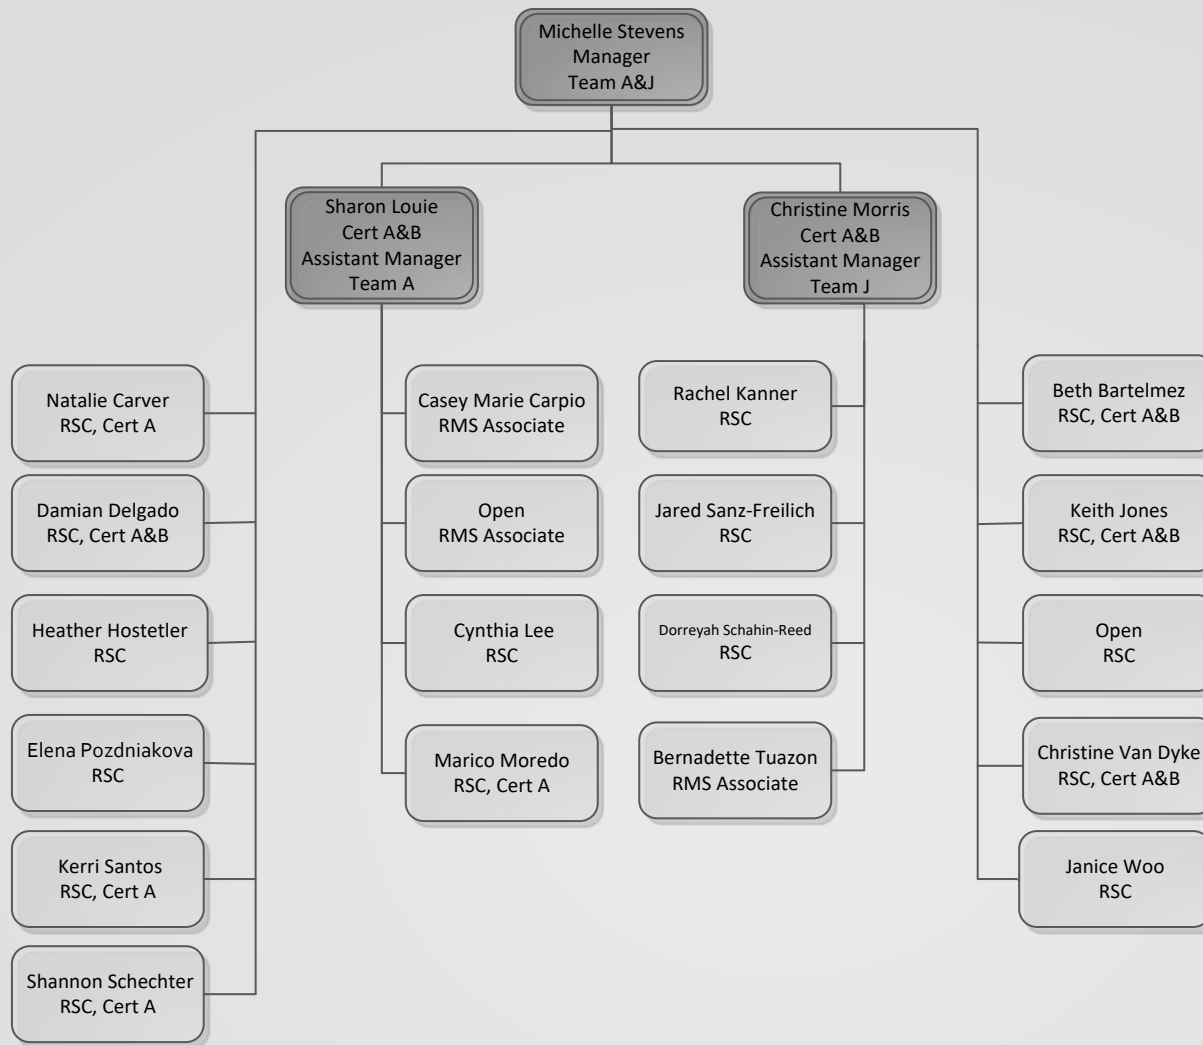 Michelle Stevens
Manager
Team A&J
Sharon Louie
Cert A&B
Assistant Manager
Team A
Christine Morris
Cert A&B
Assistant Manager
Team J
Natalie Carver
RSC, Cert A
Damian Delgado
RSC, Cert A&B
Heather Hostetler
RSC
Elena Pozdniakova
RSC
Kerri Santos
RSC, Cert A
Shannon Schechter
RSC, Cert A
Casey Marie Carpio
RMS Associate
Open
RMS Associate
Cynthia Lee
RSC
Marico Moredo
RSC, Cert A
Rachel Kanner
RSC
Jared Sanz-Freilich
RSC
Dorreyah Schahin-Reed
RSC
Bernadette Tuazon
RMS Associate
Beth Bartelmez
RSC, Cert A&B
Keith Jones
RSC, Cert A&B
Open
RSC
Christine Van Dyke
RSC, Cert A&B
Janice Woo
RSC